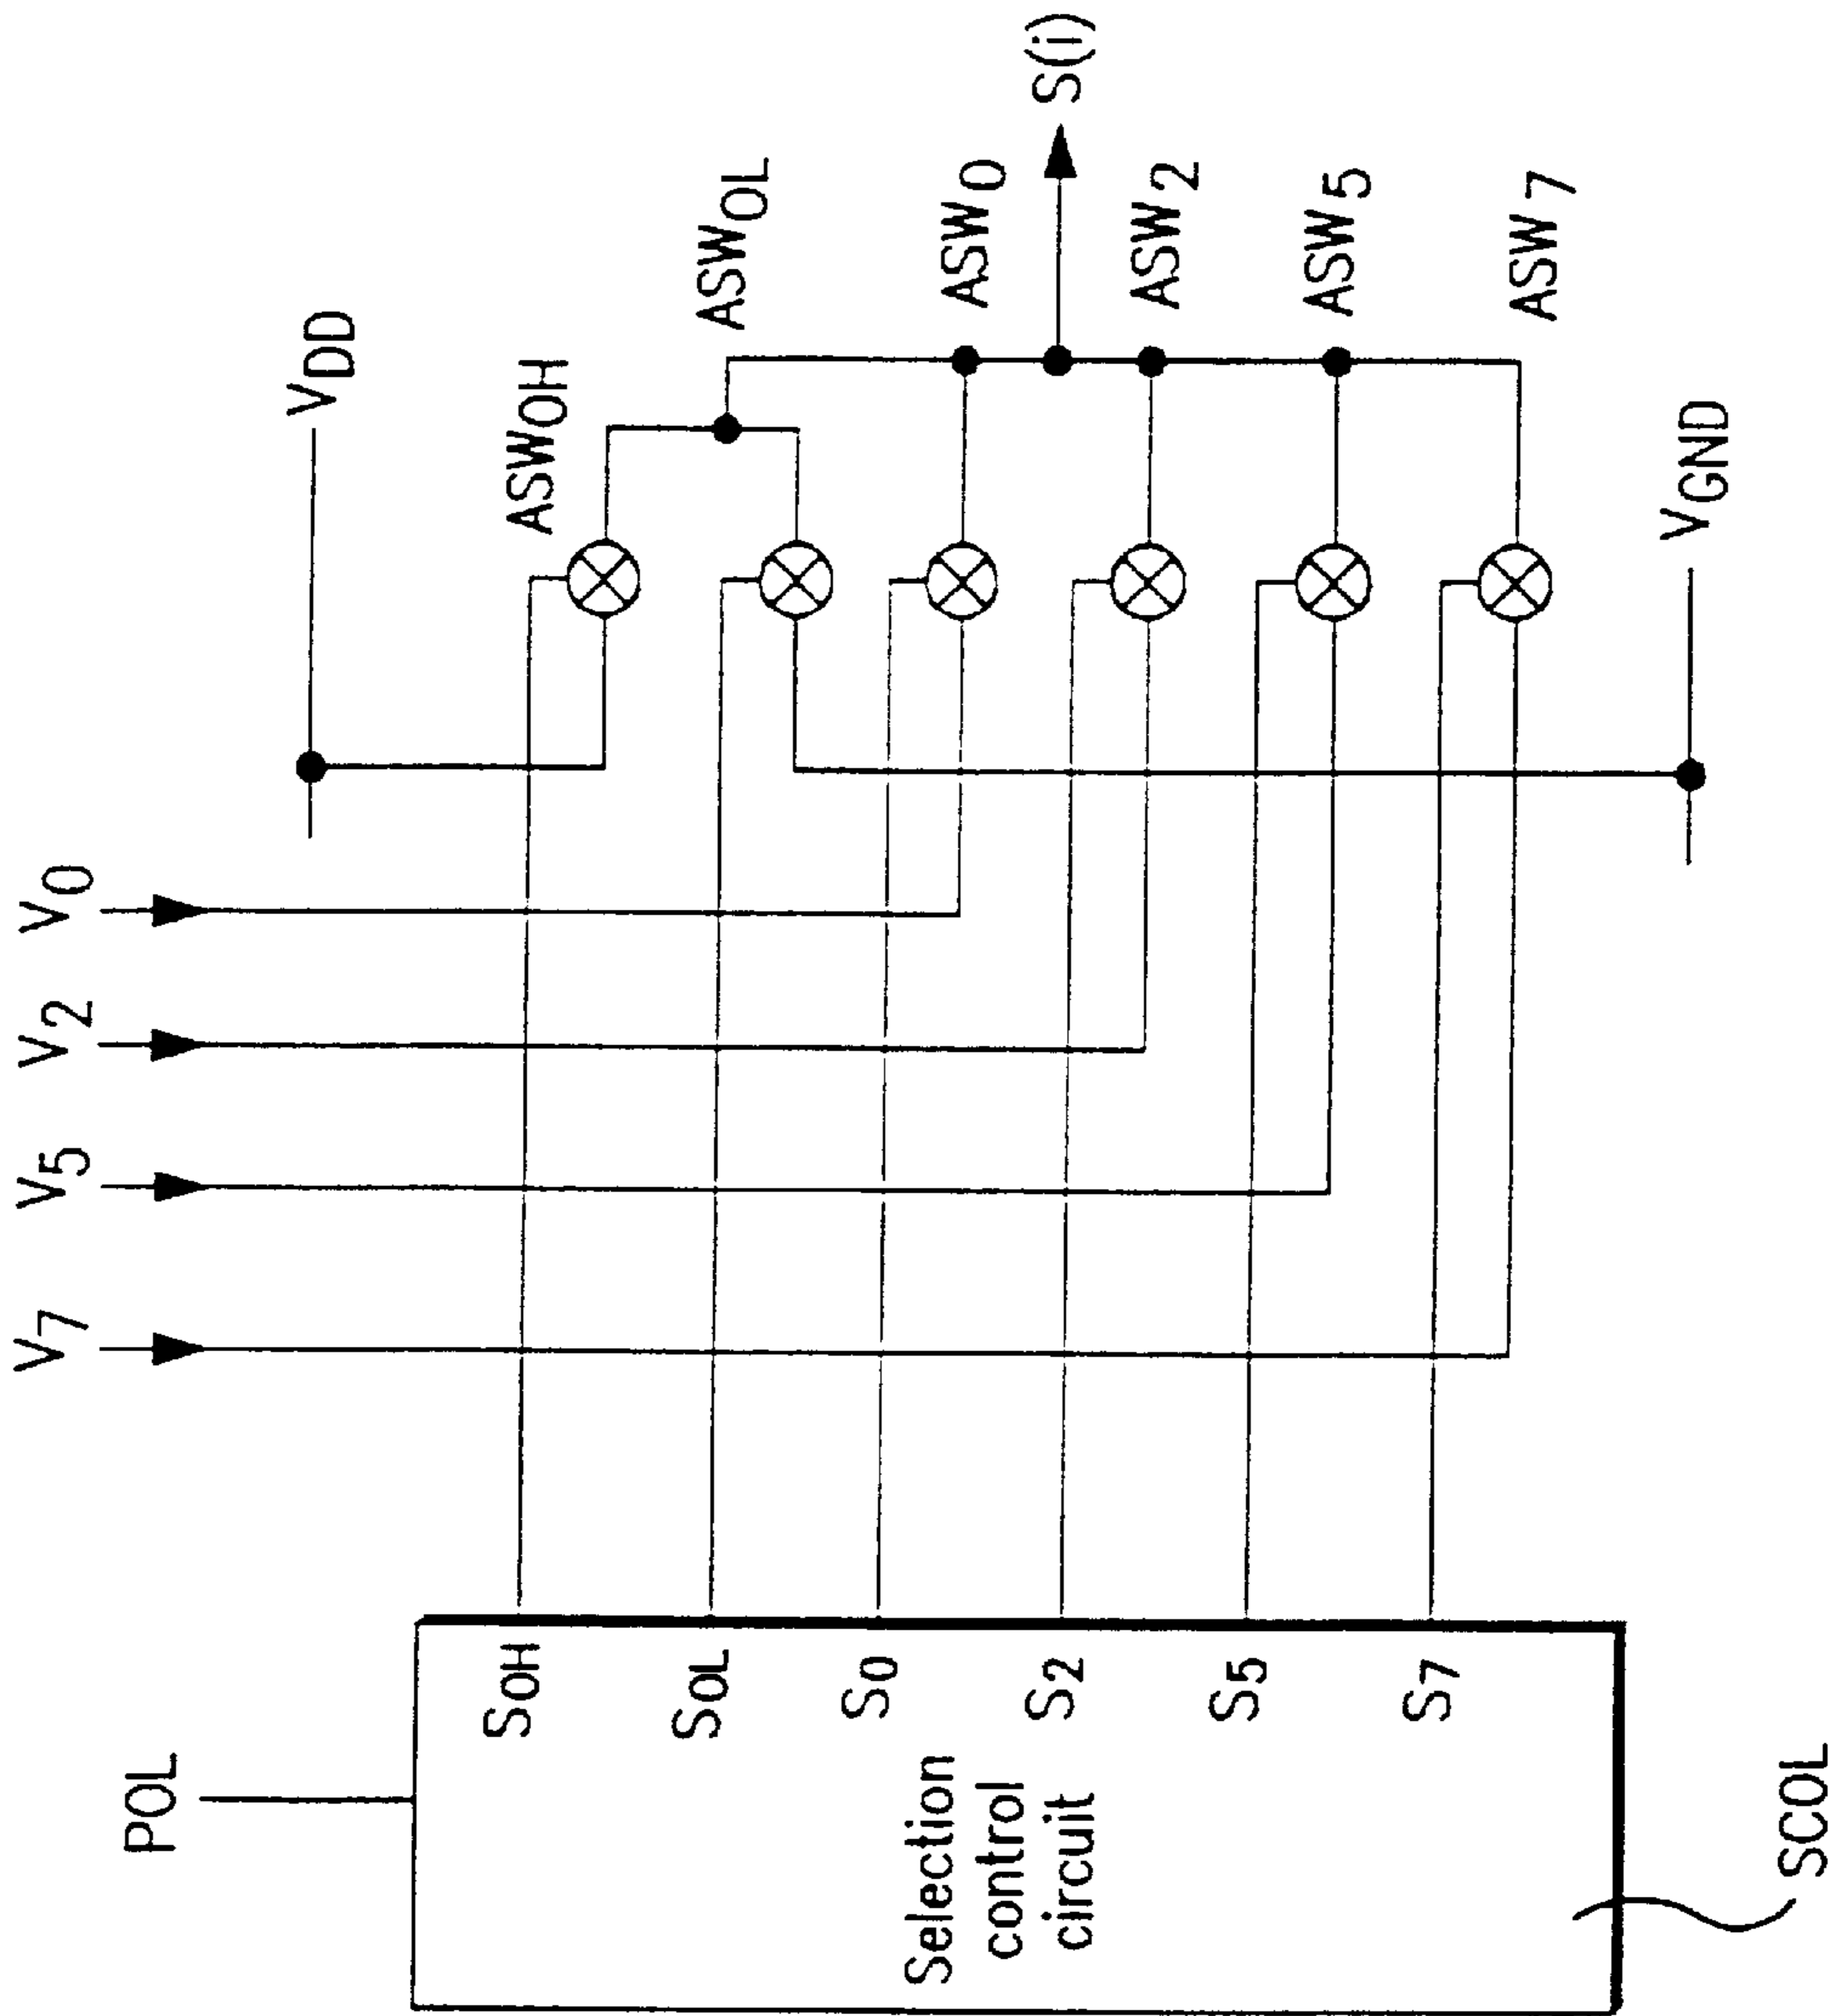 POL
V7
V5
V2
V0
VDD
SOH
SOL
S0
S2
S5
S7
Selection
control
circuit
SCOL
ASWOH
ASWOL
ASW0
ASW2
ASW5
ASW7
S(i)
VGND